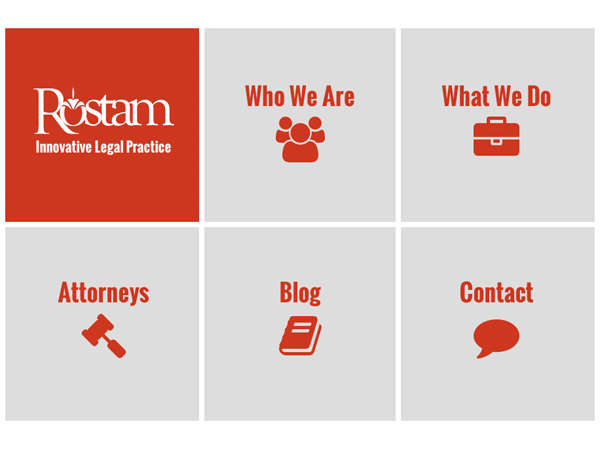 Rostam
Innovative Legal Practice
Who We Are
What We Do
Attorneys
Blog
Contact